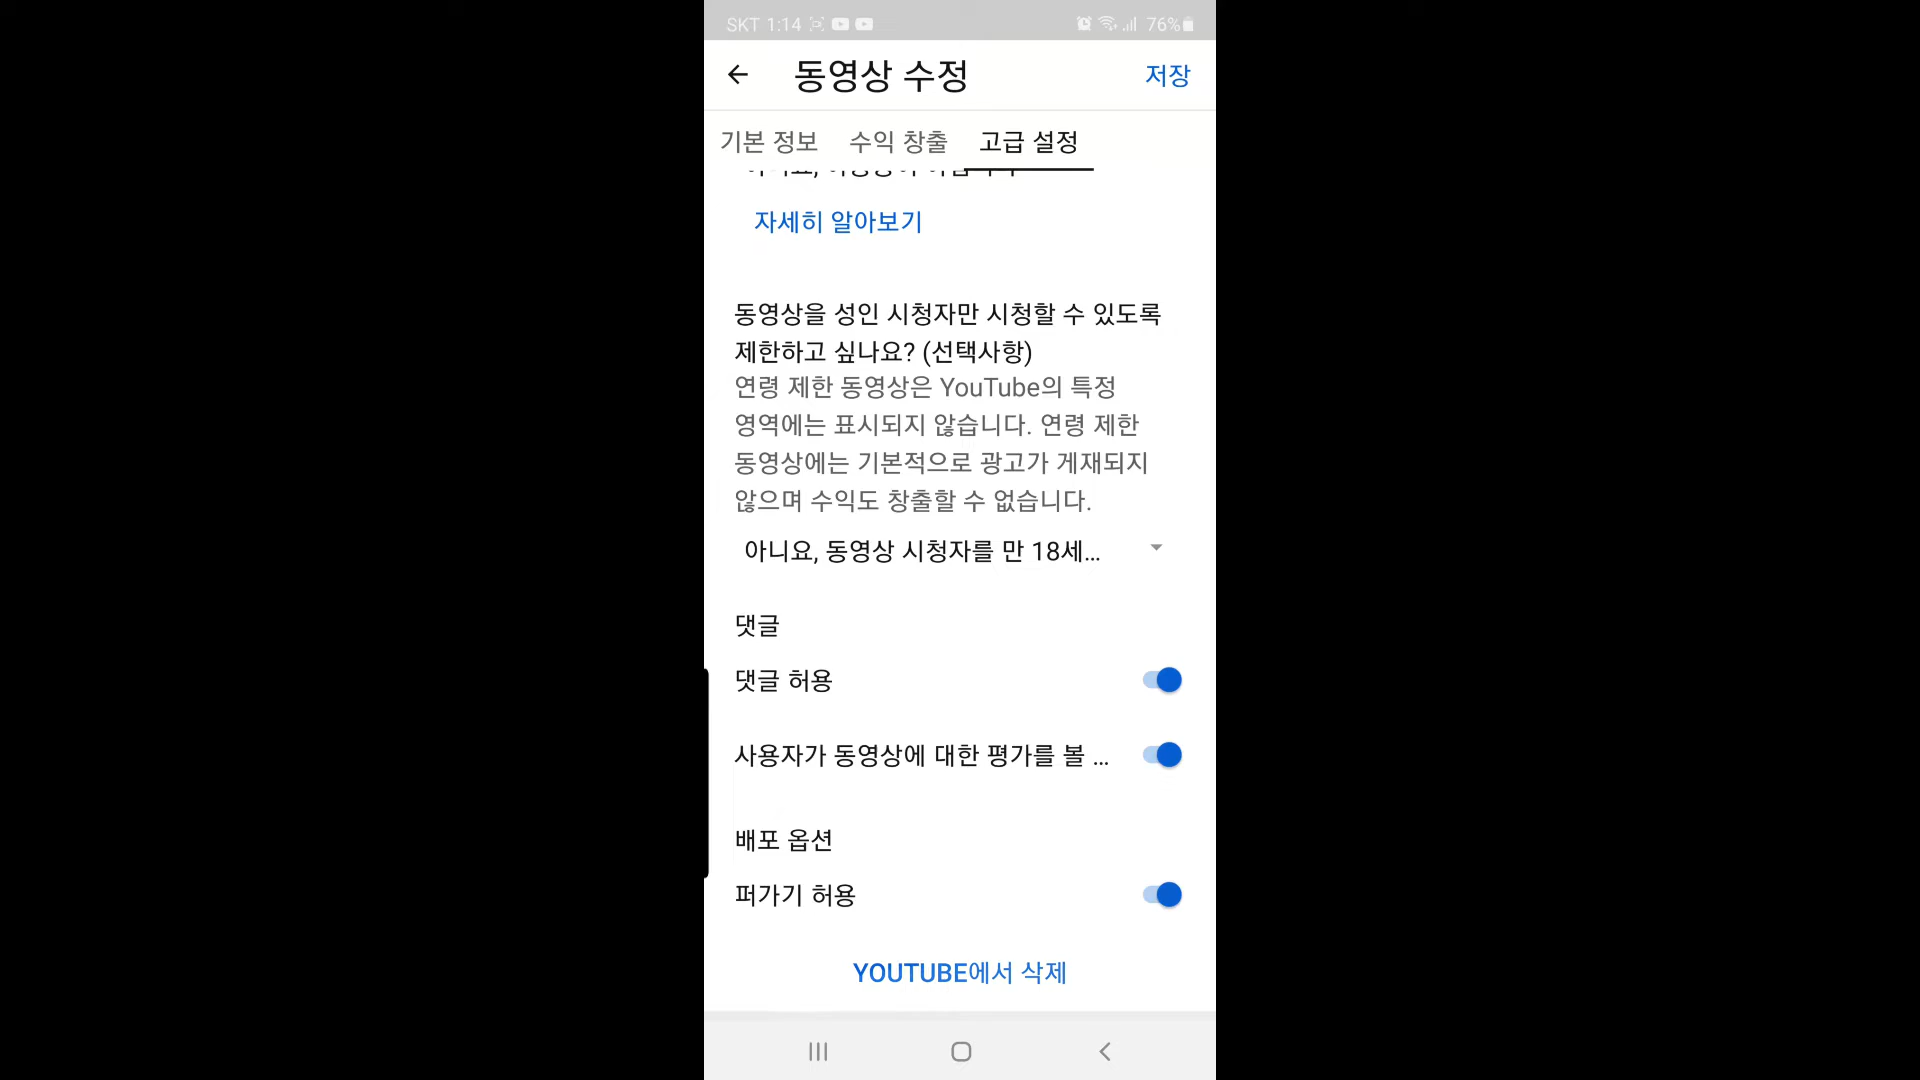 SKT 1:14 76%
동영상 수정 저장
기본 정보 수익 창출 고급 설정
자세히 알아보기
동영상을 성인 시청자만 시청할 수 있도록
제한하고 싶나요? (선택사항)
연령 제한 동영상은 YouTube의 특정
영역에는 표시되지 않습니다. 연령 제한
동영상에는 기본적으로 광고가 게재되지
않으며 수익도 창출할 수 없습니다.
아니요, 동영상 시청자를 만 18세...
댓글
댓글 허용
사용자가 동영상에 대한 평가를 볼 ...
배포 옵션
퍼가기 허용
YOUTUBE에서 삭제